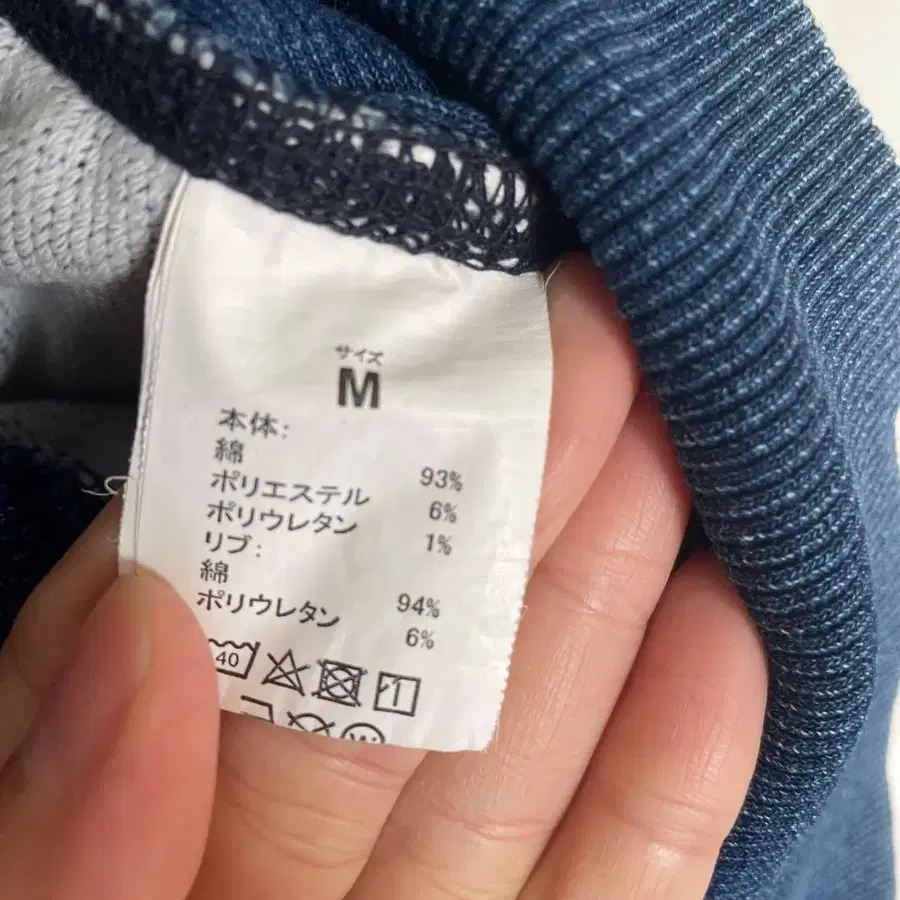 サイズ
M
本体:
綿 93%
ポリエステル 6%
ポリウレタン 1%
リブ:
綿 94%
ポリウレタン 6%
40
W